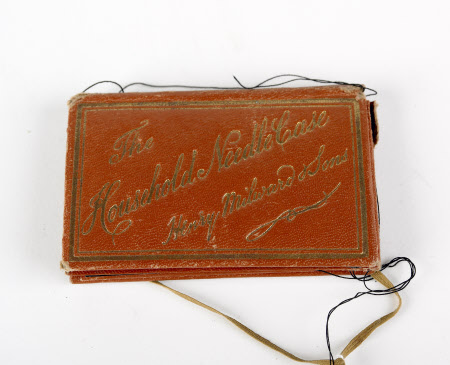 The
Household Needle Case
Henry Milward & Sons